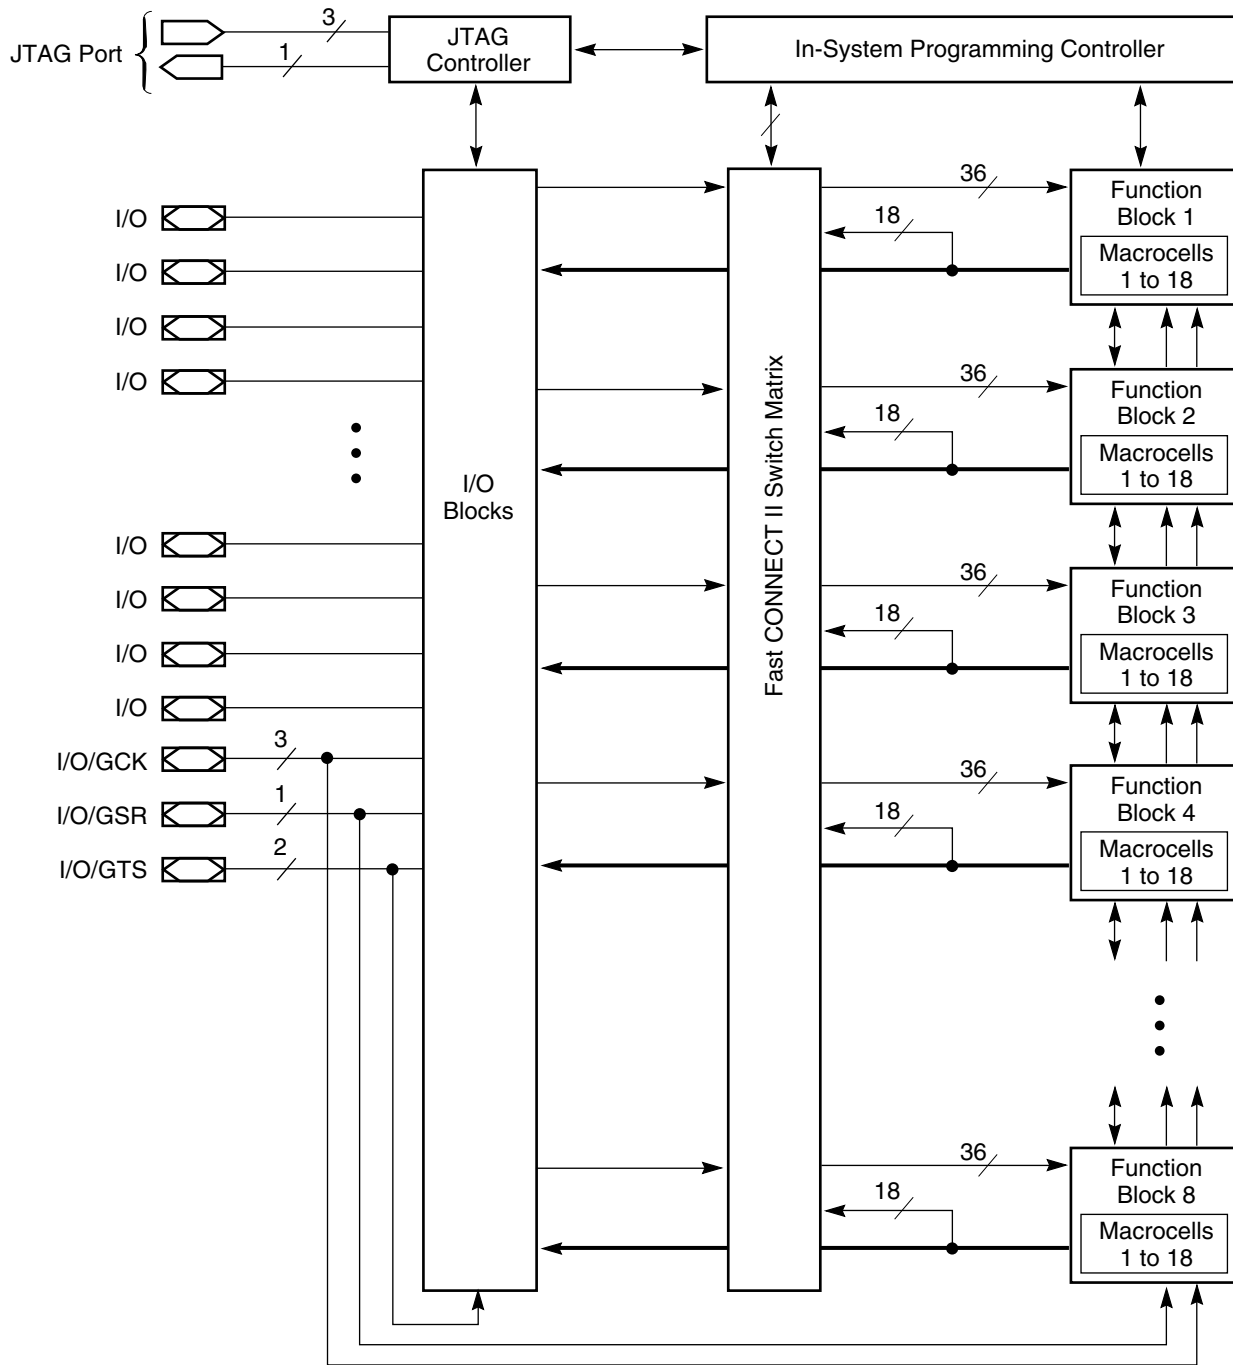 JTAG Port
3
1
JTAG
Controller
In-System Programming Controller
I/O
I/O
I/O
I/O
I/O
I/O
I/O
I/O
I/O/GCK
3
I/O/GSR
1
I/O/GTS
2
I/O
Blocks
Fast CONNECT II Switch Matrix
36
18
Function
Block 1
Macrocells
1 to 18
36
18
Function
Block 2
Macrocells
1 to 18
36
18
Function
Block 3
Macrocells
1 to 18
36
18
Function
Block 4
Macrocells
1 to 18
36
18
Function
Block 8
Macrocells
1 to 18